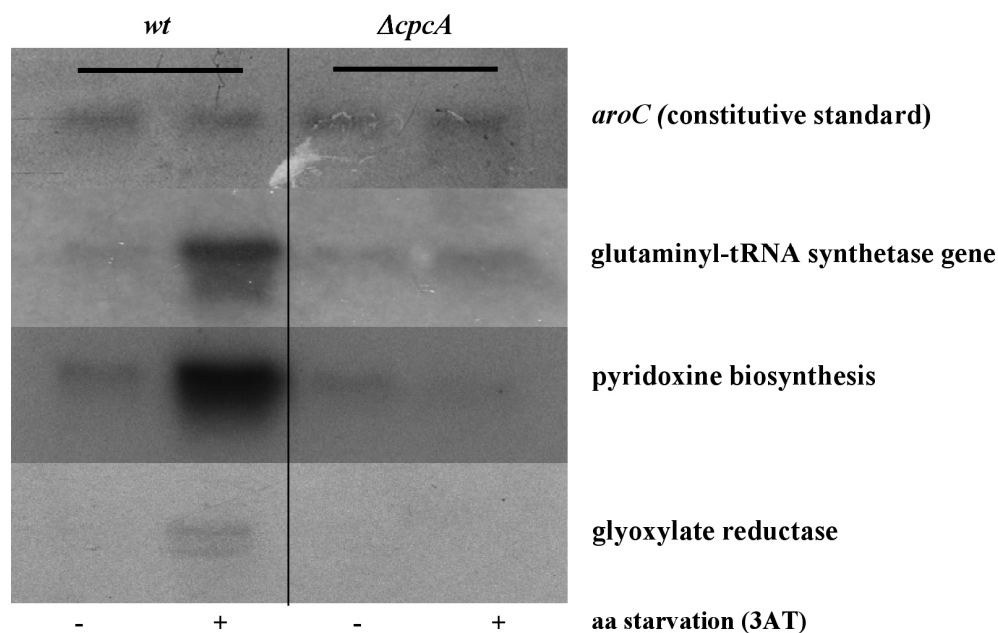 wt ΔcpcA
aroC (constitutive standard)
glutaminyl-tRNA synthetase gene
pyridoxine biosynthesis
glyoxylate reductase
- + - + aa starvation (3AT)